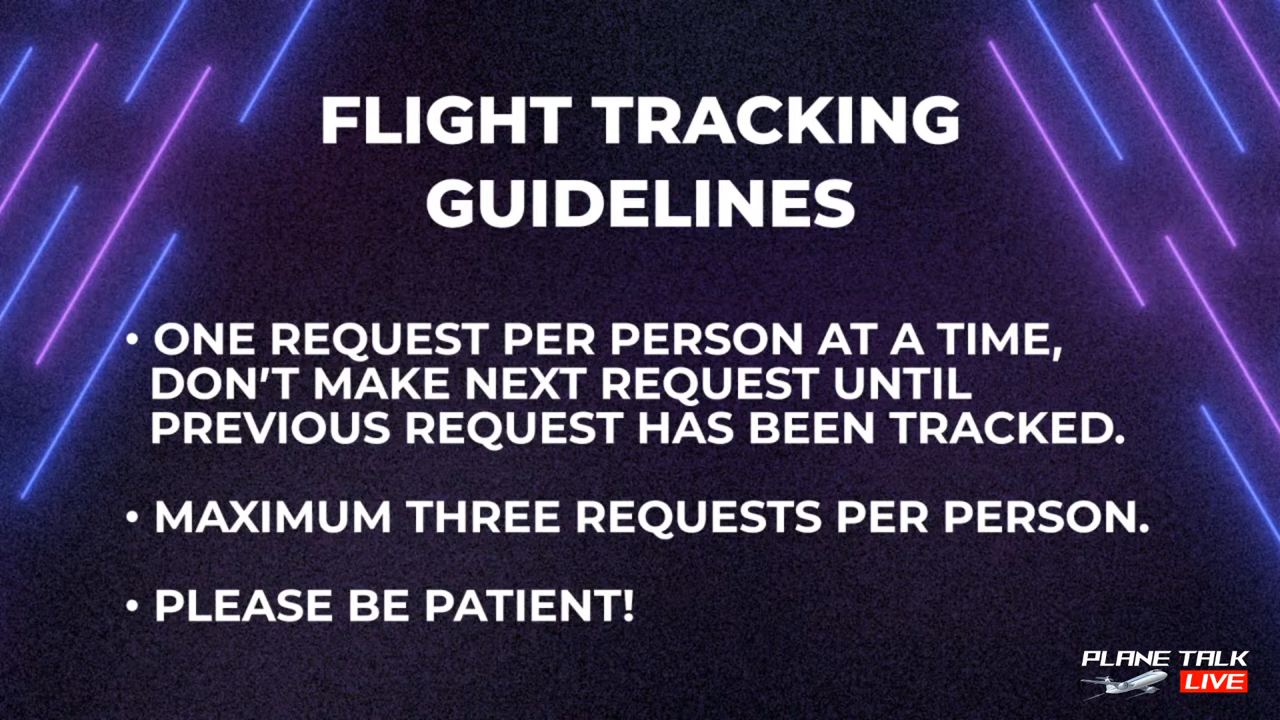 FLIGHT TRACKING
GUIDELINES
• ONE REQUEST PER PERSON AT A TIME,
DON'T MAKE NEXT REQUEST UNTIL
PREVIOUS REQUEST HAS BEEN TRACKED.
• MAXIMUM THREE REQUESTS PER PERSON.
• PLEASE BE PATIENT!
PLANE TALK
LIVE